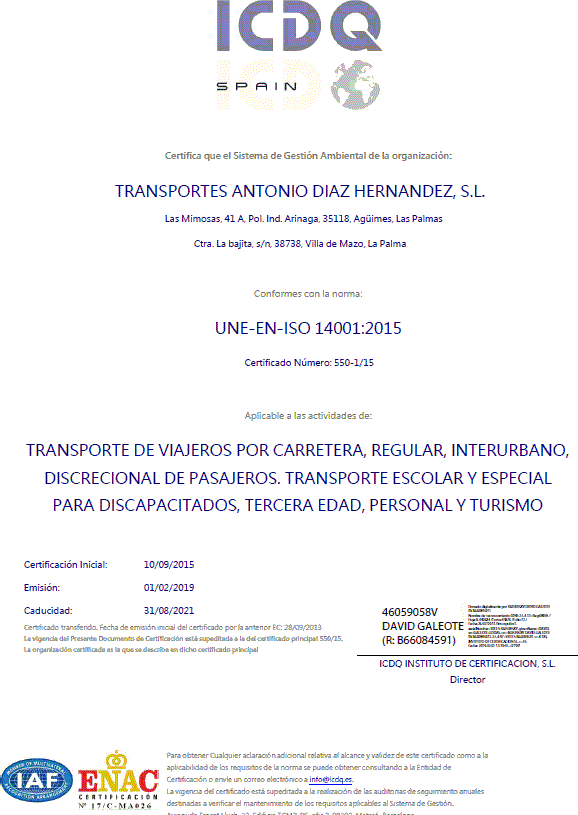 ICDQ
SPAIN
Certifica que el Sistema de Gestión Ambiental de la organización:
TRANSPORTES ANTONIO DIAZ HERNANDEZ, S.L.
Las Mimosas, 41 A, Pol. Ind. Arinaga, 35118, Agüimes, Las Palmas
Ctra. La bajita, s/n, 38738, Villa de Mazo, La Palma
Conformes con la norma:
UNE-EN-ISO 14001:2015
Certificado Número: 550-1/15
Aplicable a las actividades de:
TRANSPORTE DE VIAJEROS POR CARRETERA, REGULAR, INTERURBANO,
DISCRECIONAL DE PASAJEROS. TRANSPORTE ESCOLAR Y ESPECIAL
PARA DISCAPACITADOS, TERCERA EDAD, PERSONAL Y TURISMO
Certificación Inicial: 10/09/2015
Emisión: 01/02/2019
Caducidad: 31/08/2021
Certificado transferido. Fecha de emisión inicial del certificado por la anterior EC: 28/09/2013
La vigencia del Presente Documento de Certificación está supeditada a la del certificado principal 550/15.
La organización certificada es la que se describe en dicho certificado principal
46059058V
DAVID GALEOTE
(R: B66084591)
ICDQ INSTITUTO DE CERTIFICACION, S.L.
Director
MEMBER OF MULTILATERAL
IAF
RECOGNITION ARRANGEMENT
ENAC
CERTIFICACIÓN
Nº 17/C-MA026
Para obtener Cualquier aclaración adicional relativa al alcance y validez de este certificado como a la
aplicabilidad de los requisitos de la norma se puede obtener consultando a la Entidad de
Certificación o envíe un correo electrónico a info@icdq.es.
La vigencia del certificado está supeditada a la realización de las auditorias de seguimiento anuales
destinadas a verificar el mantenimiento de los requisitos aplicables al Sistema de Gestión.